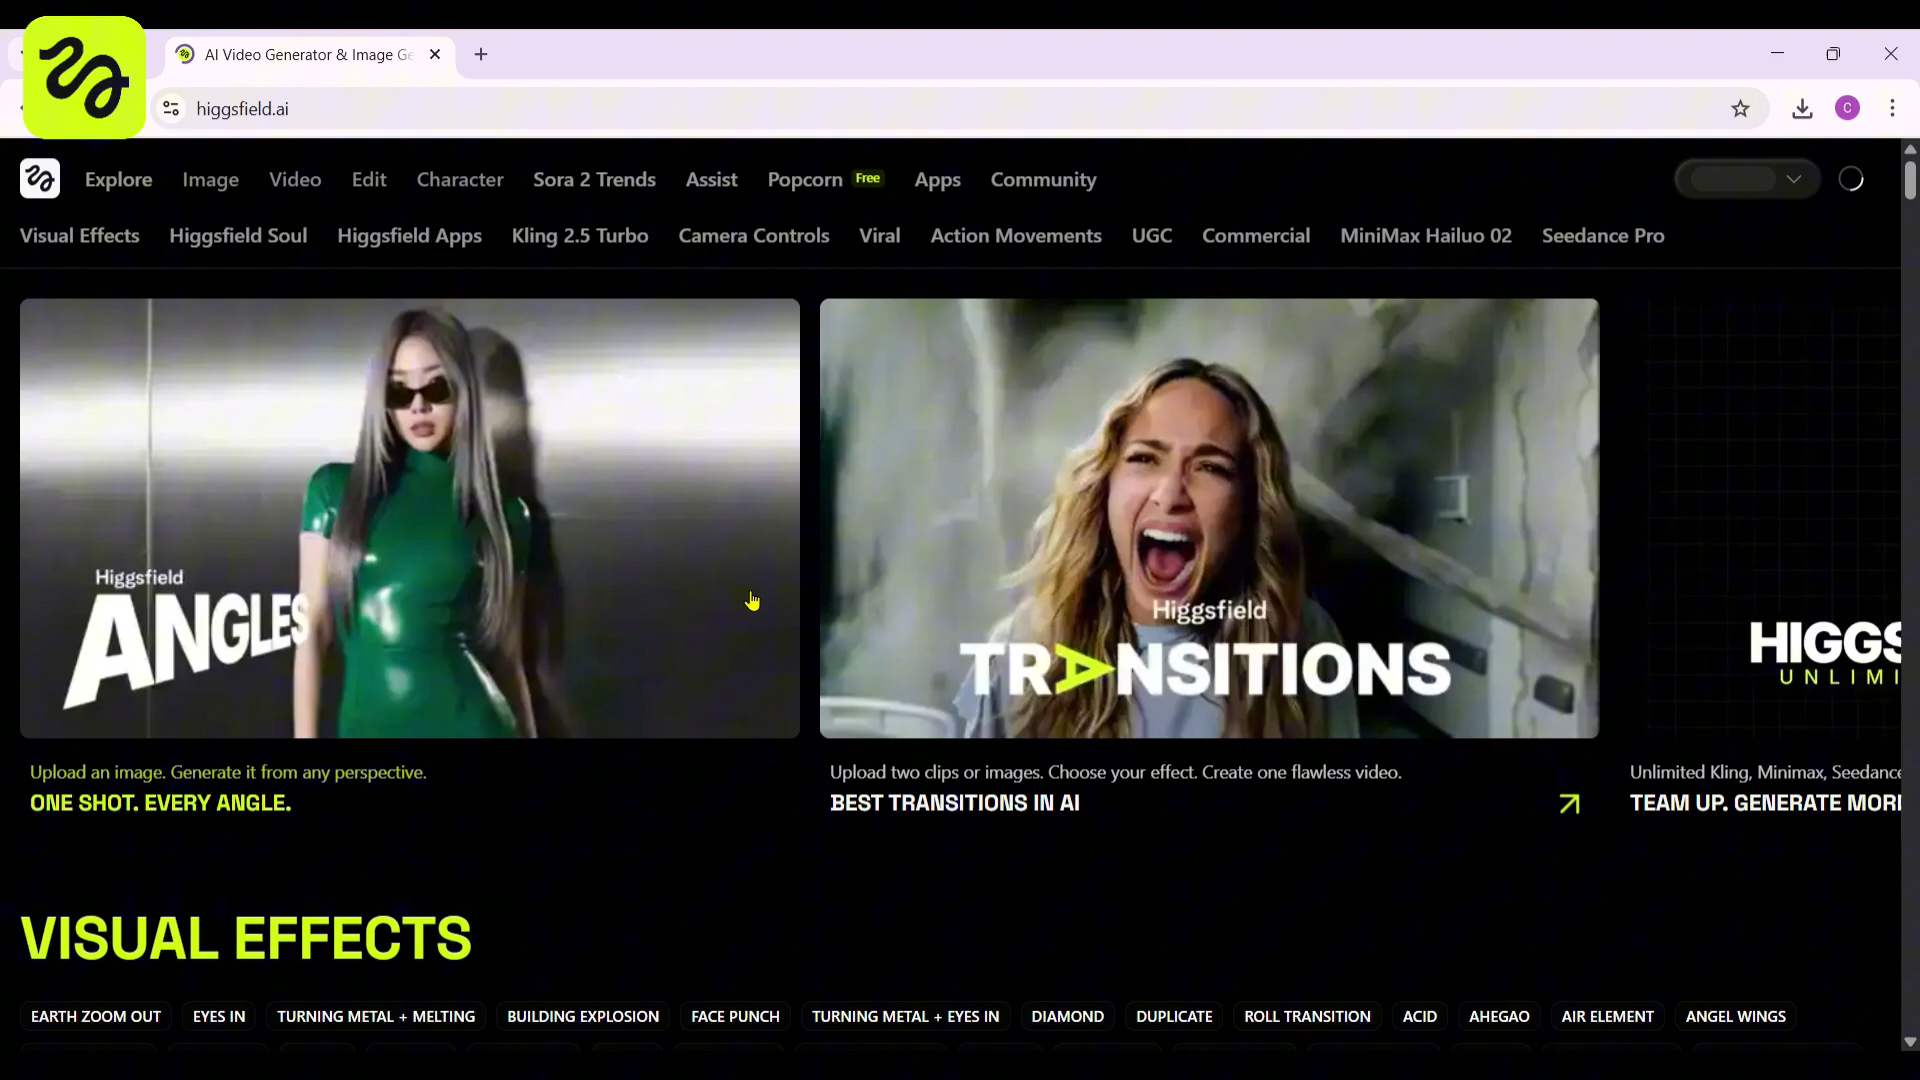 AI Video Generator & Image Ge
higgsfield.ai
C
Explore Image Video Edit Character Sora 2 Trends Assist Popcorn Free Apps Community
Visual Effects Higgsfield Soul Higgsfield Apps Kling 2.5 Turbo Camera Controls Viral Action Movements UGC Commercial MiniMax Hailuo 02 Seedance Pro
Higgsfield
ANGLES
Higgsfield
TRANSITIONS
HIGGS
UNLIMI
Upload an image. Generate it from any perspective.
ONE SHOT. EVERY ANGLE.
Upload two clips or images. Choose your effect. Create one flawless video.
BEST TRANSITIONS IN AI
Unlimited Kling, Minimax, Seedance
TEAM UP. GENERATE MOR
VISUAL EFFECTS
EARTH ZOOM OUT EYES IN TURNING METAL + MELTING BUILDING EXPLOSION FACE PUNCH TURNING METAL + EYES IN DIAMOND DUPLICATE ROLL TRANSITION ACID AHEGAO AIR ELEMENT ANGEL WINGS